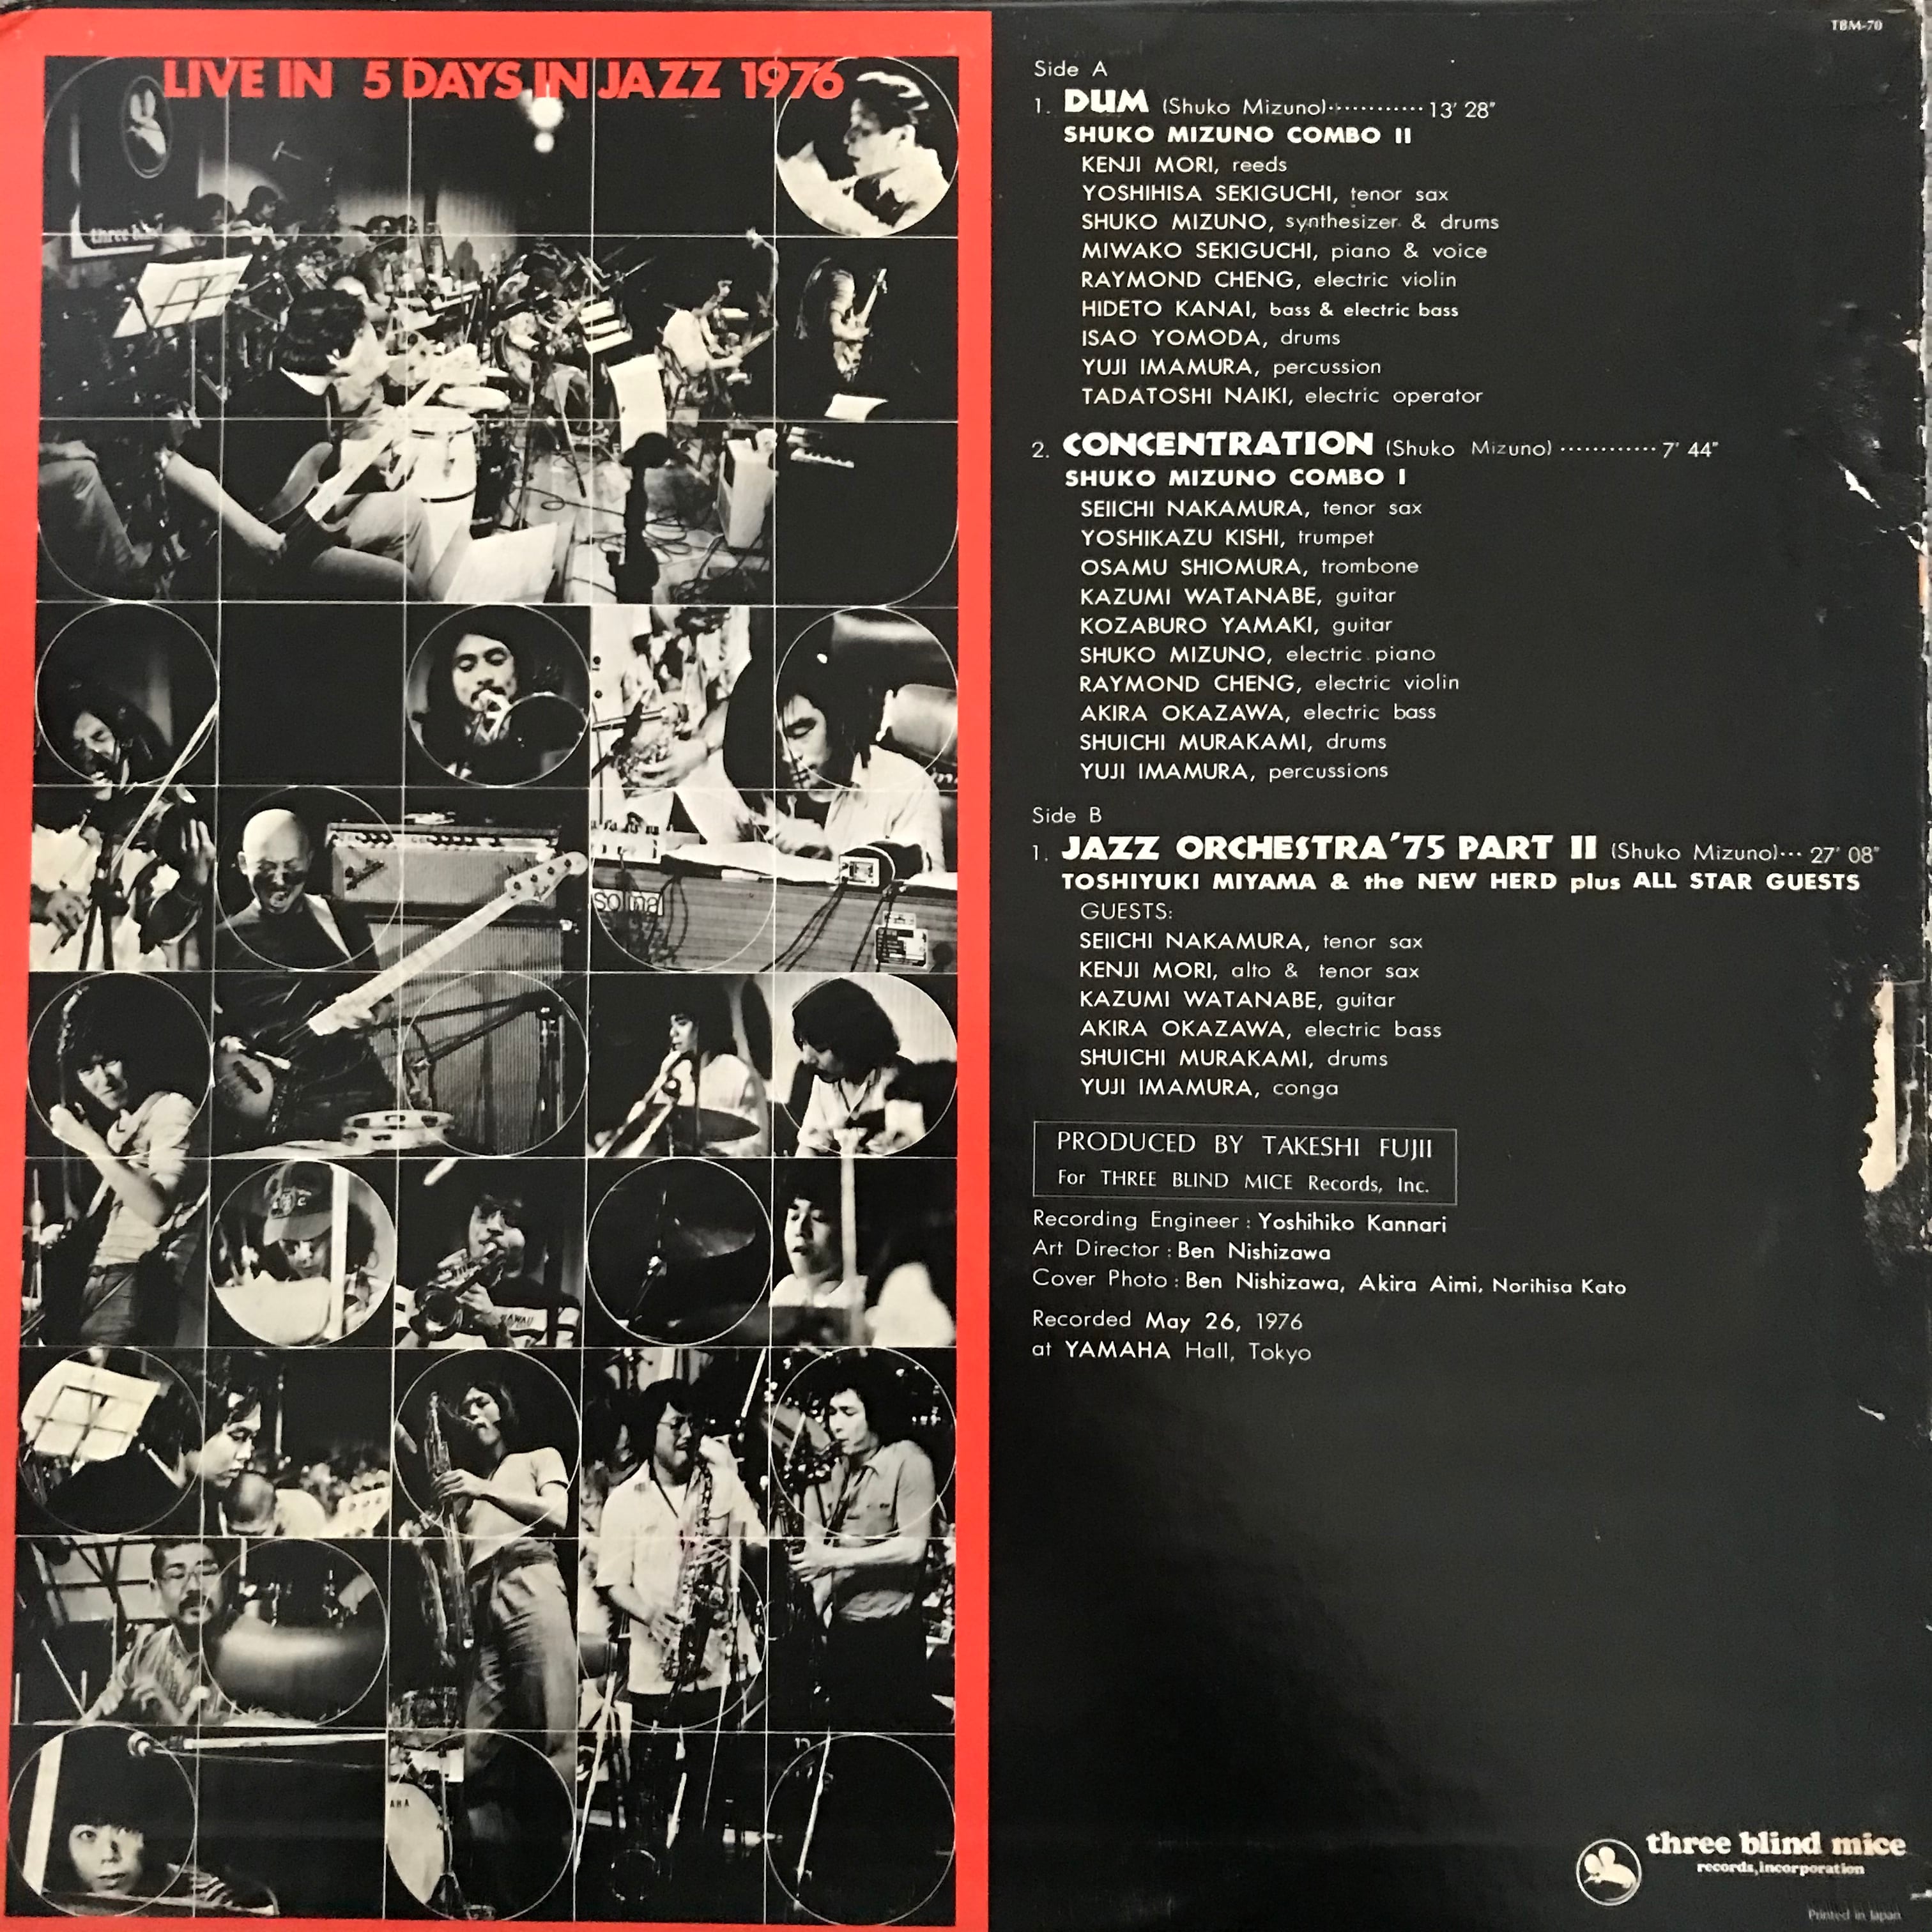 LIVE IN 5 DAYS IN JAZZ 1976
three bl
solina
HAWAII
AHA
TBM-70
Side A
1. DUM (Shuko Mizuno)············13' 28"
SHUKO MIZUNO COMBO II
KENJI MORI, reeds
YOSHIHISA SEKIGUCHI, tenor sax
SHUKO MIZUNO, synthesizer & drums
MIWAKO SEKIGUCHI, piano & voice
RAYMOND CHENG, electric violin
HIDETO KANAI, bass & electric bass
ISAO YOMODA, drums
YUJI IMAMURA, percussion
TADATOSHI NAIKI, electric operator
2. CONCENTRATION (Shuko Mizuno) ············ 7' 44"
SHUKO MIZUNO COMBO I
SEIICHI NAKAMURA, tenor sax
YOSHIKAZU KISHI, trumpet
OSAMU SHIOMURA, trombone
KAZUMI WATANABE, guitar
KOZABURO YAMAKI, guitar
SHUKO MIZUNO, electric piano
RAYMOND CHENG, electric violin
AKIRA OKAZAWA, electric bass
SHUICHI MURAKAMI, drums
YUJI IMAMURA, percussions
Side B
1. JAZZ ORCHESTRA'75 PART II (Shuko Mizuno)··· 27' 08"
TOSHIYUKI MIYAMA & the NEW HERD plus ALL STAR GUESTS
GUESTS:
SEIICHI NAKAMURA, tenor sax
KENJI MORI, alto & tenor sax
KAZUMI WATANABE, guitar
AKIRA OKAZAWA, electric bass
SHUICHI MURAKAMI, drums
YUJI IMAMURA, conga
PRODUCED BY TAKESHI FUJII
For THREE BLIND MICE Records, Inc.
Recording Engineer : Yoshihiko Kannari
Art Director : Ben Nishizawa
Cover Photo : Ben Nishizawa, Akira Aimi, Norihisa Kato
Recorded May 26, 1976
at YAMAHA Hall, Tokyo
three blind mice
records, incorporation
Printed in Japan